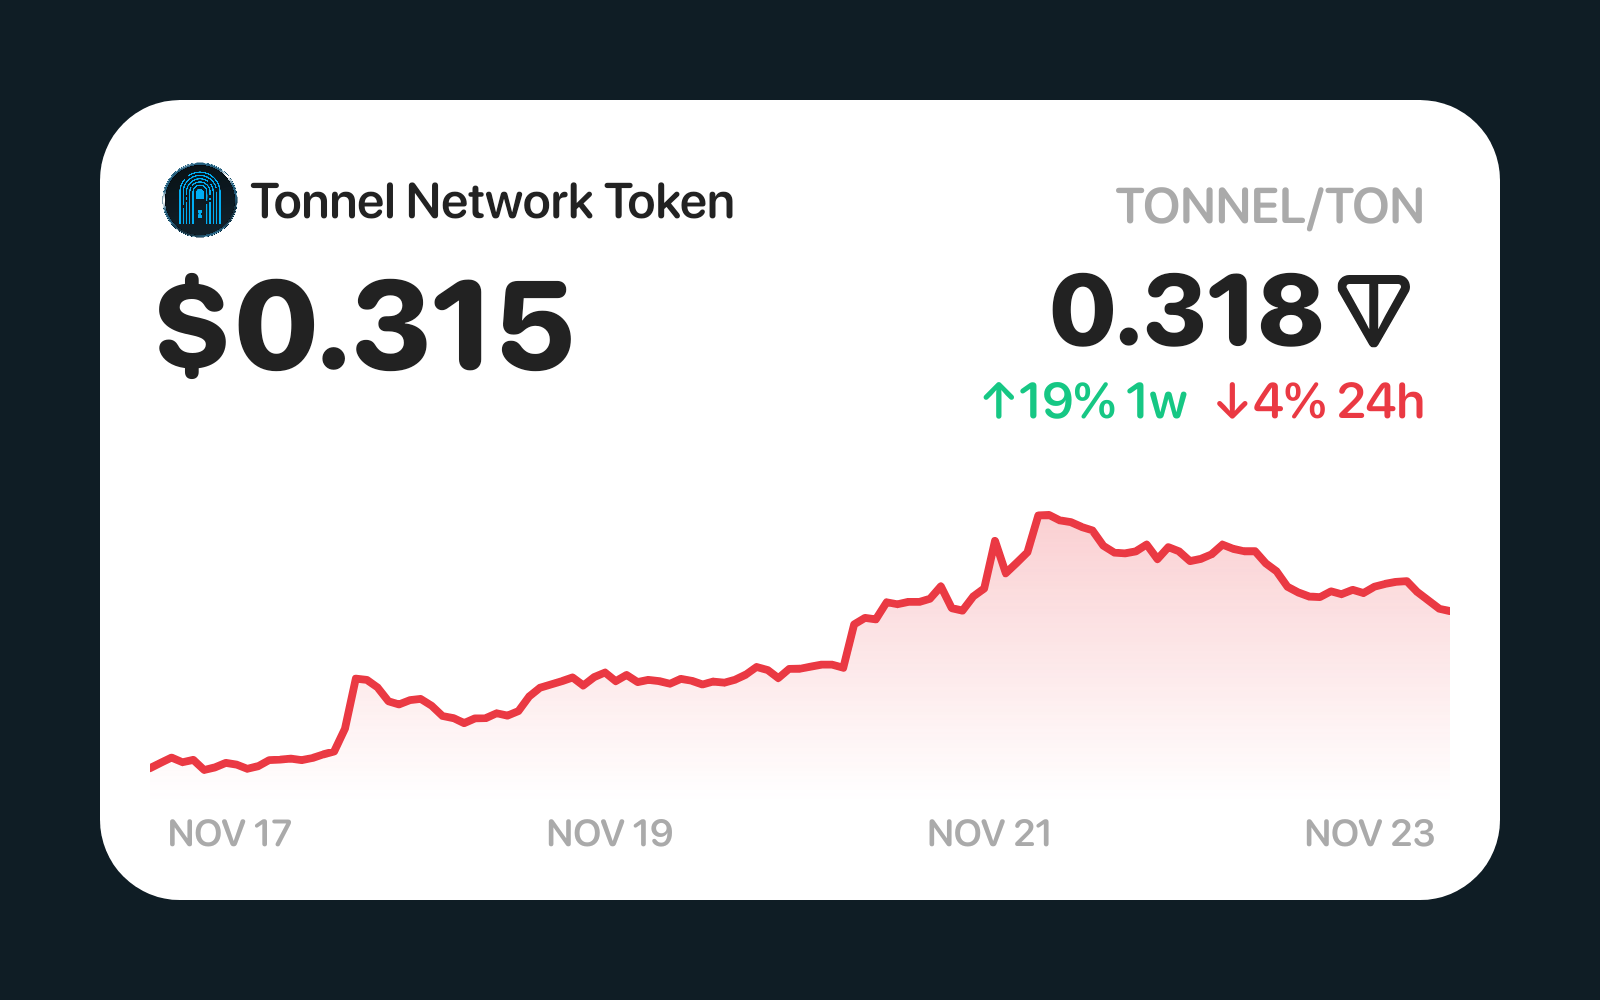 Tonnel Network Token
TONNEL/TON
$0.315
0.318
↑19% 1w ↓4% 24h
NOV 17
NOV 19
NOV 21
NOV 23